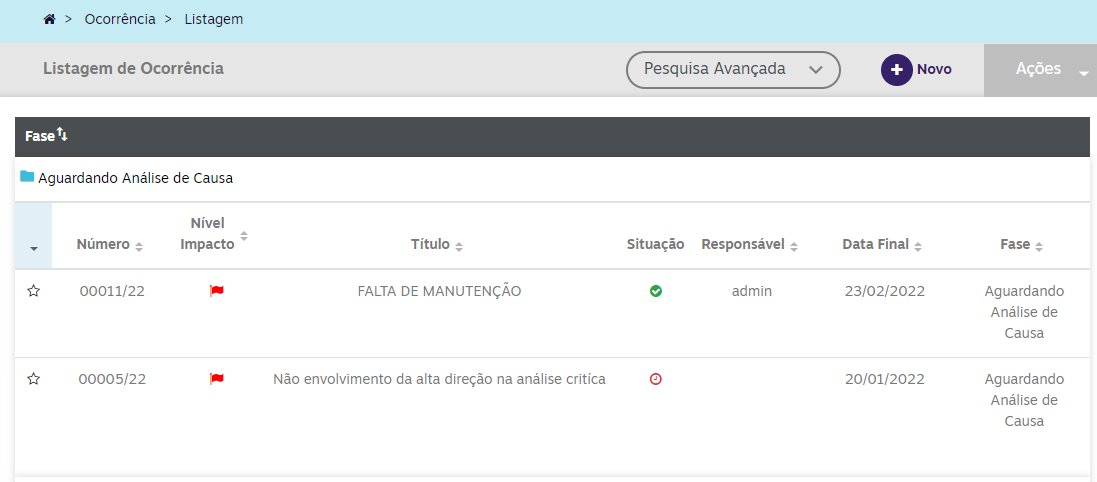 > Ocorrência > Listagem
Listagem de Ocorrência
Pesquisa Avançada
+ Novo
Ações
Fase
Aguardando Análise de Causa
Número
Nível Impacto
Título
Situação
Responsável
Data Final
Fase
00011/22
FALTA DE MANUTENÇÃO
admin
23/02/2022
Aguardando
Análise de
Causa
00005/22
Não envolvimento da alta direção na análise critíca
20/01/2022
Aguardando
Análise de
Causa